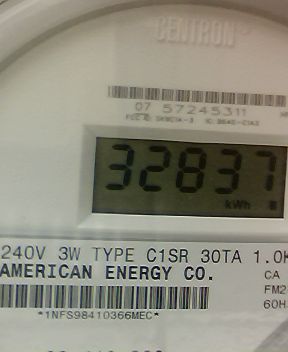 CENTRON
07 57245311
32837
kWh
240V 3W TYPE C1SR 30TA 1.0K
AMERICAN ENERGY CO.
CA
FM2
60H
*1NFS98410366MEC*